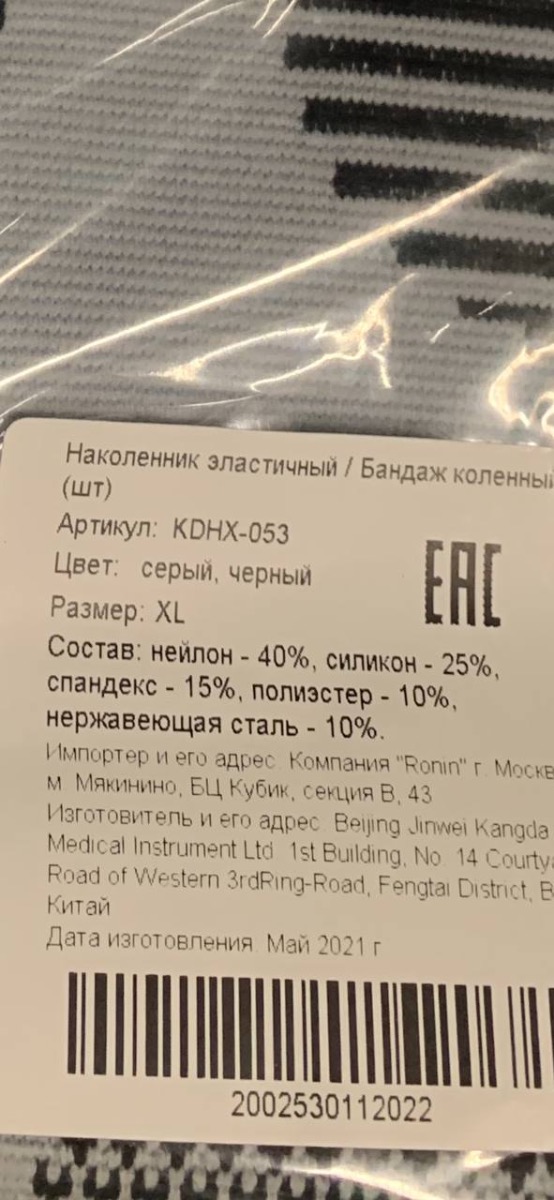 Наколенник эластичный / Бандаж коленный
(шт)
Артикул: KDHX-053
Цвет: серый, черный
EAC
Размер: XL
Состав: нейлон - 40%, силикон - 25%,
спандекс - 15%, полиэстер - 10%,
нержавеющая сталь - 10%.
Импортер и его адрес: Компания "Ronin" г. Москв
м. Мякинино, БЦ Кубик, секция В, 43
Изготовитель и его адрес: Beijing Jinwei Kangda
Medical Instrument Ltd. 1st Building, No. 14 Courtya
Road of Western 3rdRing-Road, Fengtai District, B
Китай
Дата изготовления: Май 2021 г
2002530112022